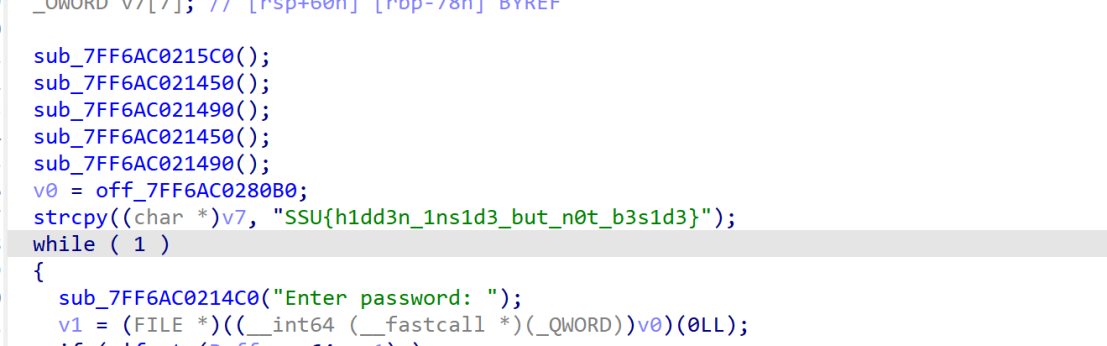 _OWORD v7[7]; // [rsp+60h] [rbp-78h] BYREF
sub_7FF6AC0215C0();
sub_7FF6AC021450();
sub_7FF6AC021490();
sub_7FF6AC021450();
sub_7FF6AC021490();
v0 = off_7FF6AC0280B0;
strcpy((char *)v7, "SSU{h1dd3n_1ns1d3_but_n0t_b3s1d3}");
while ( 1 )
{
sub_7FF6AC0214C0("Enter password: ");
v1 = (FILE *)((__int64 (__fastcall *)(_QWORD))v0)(0LL);